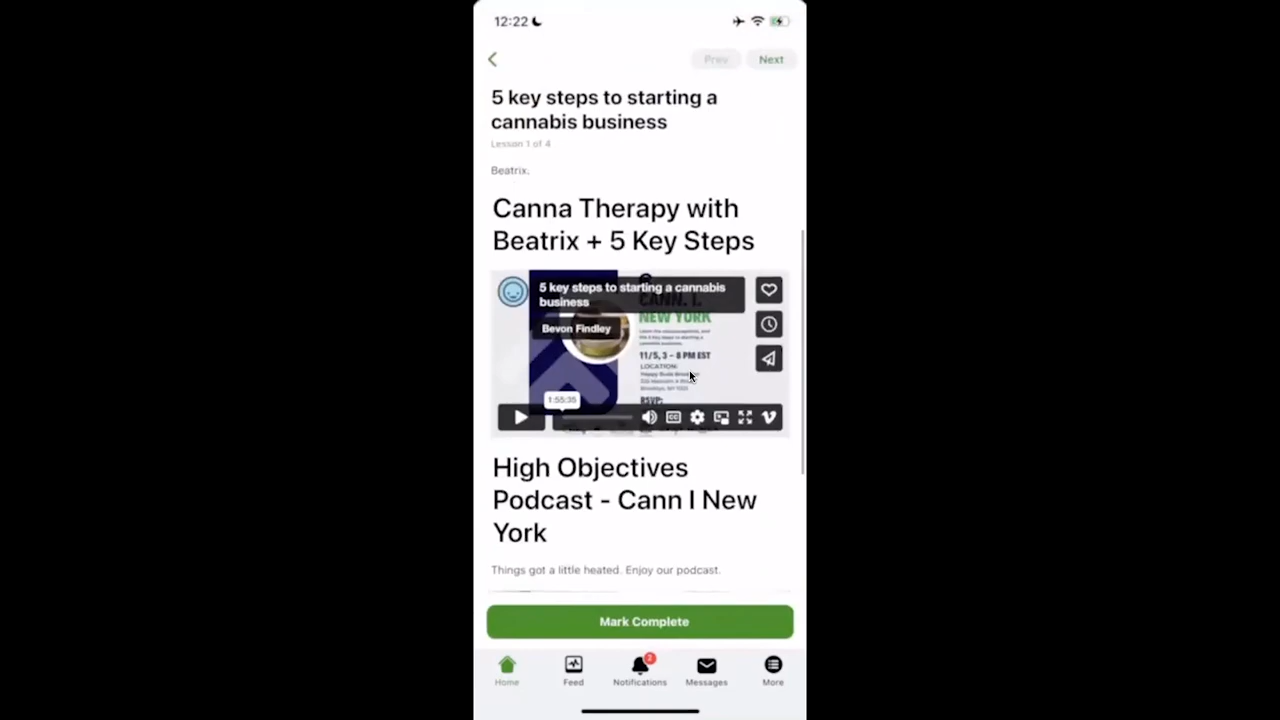 12:22
Prev
Next
5 key steps to starting a
cannabis business
Lesson 1 of 4
Beatrix.
Canna Therapy with
Beatrix + 5 Key Steps
5 key steps to starting a cannabis
business
Bevon Findley
CANN. I.
NEW YORK
11/5, 3 - 8 PM EST
LOCATION:
RSVP:
1:55:35
CC
High Objectives
Podcast - Cann I New
York
Things got a little heated. Enjoy our podcast.
Mark Complete
2
Home
Feed
Notifications
Messages
More